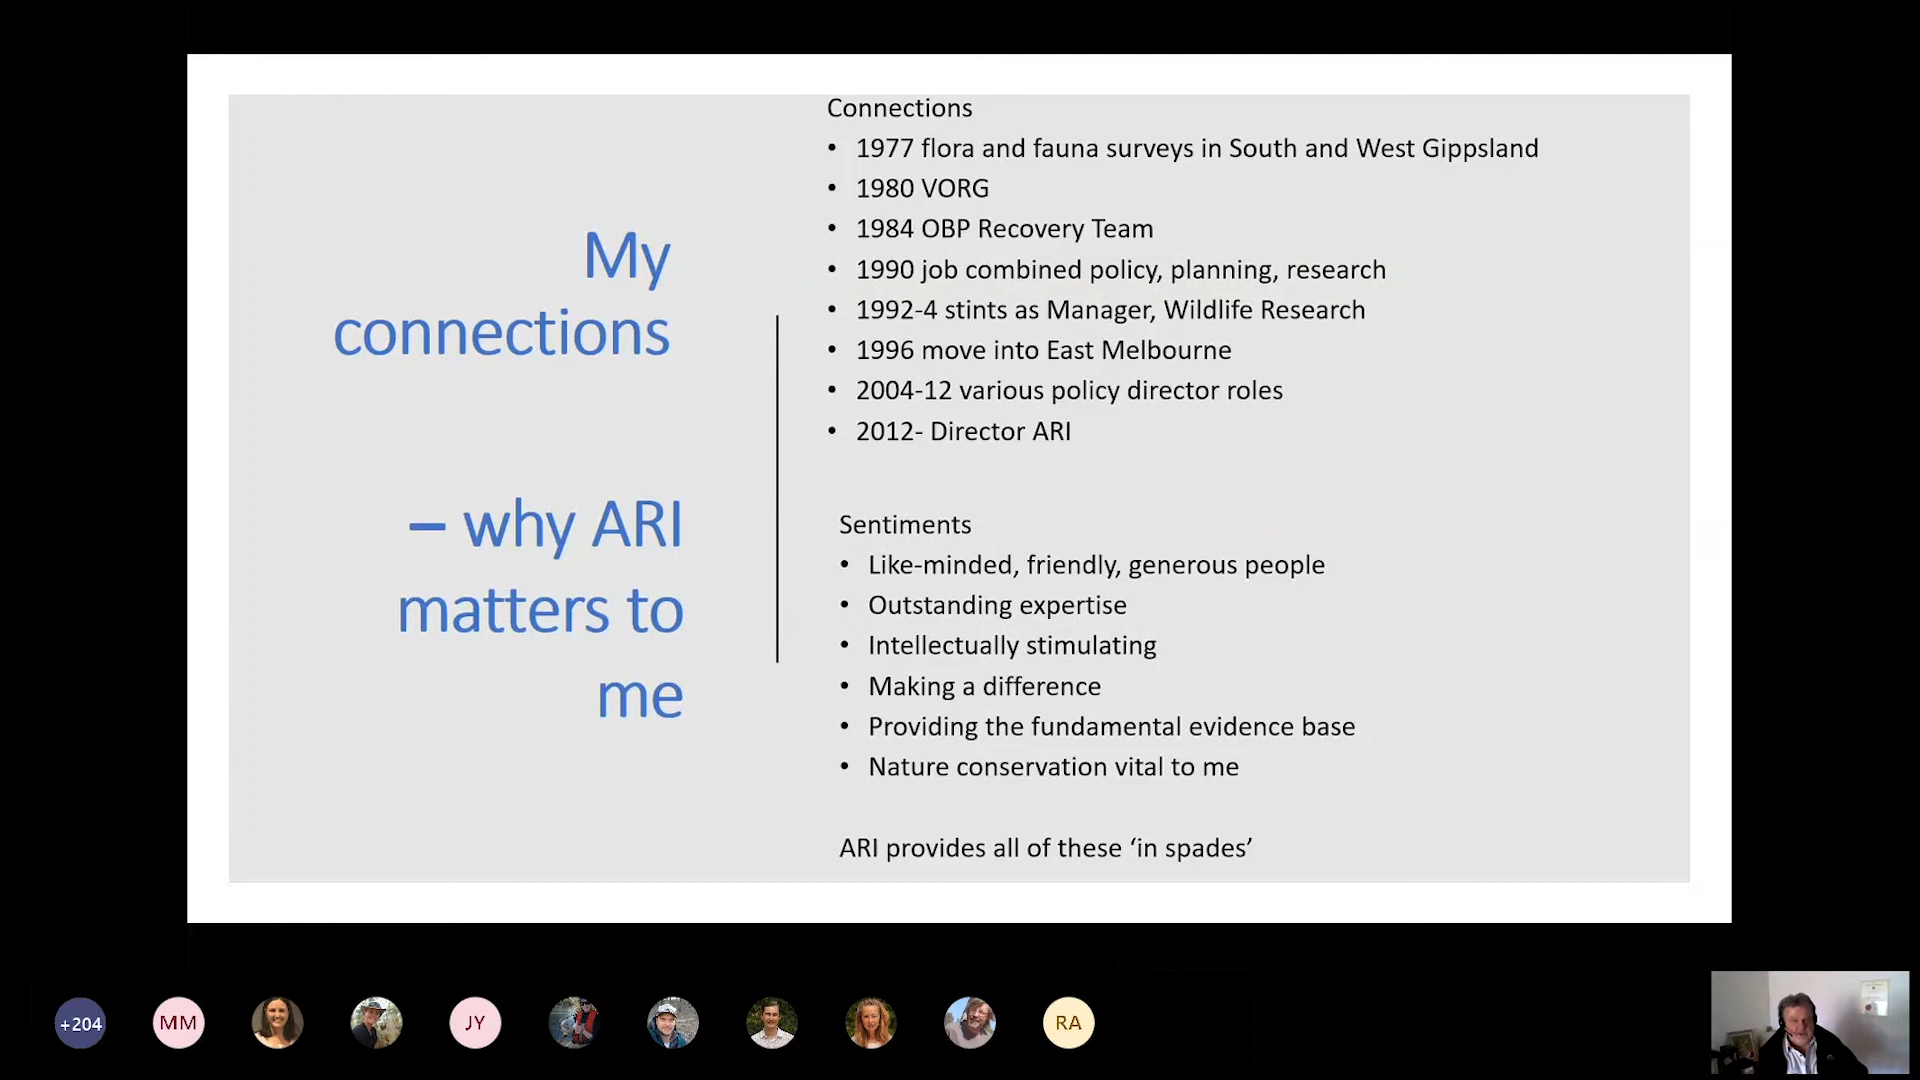 My
connections
– why ARI
matters to
me
Connections
• 1977 flora and fauna surveys in South and West Gippsland
• 1980 VORG
• 1984 OBP Recovery Team
• 1990 job combined policy, planning, research
• 1992-4 stints as Manager, Wildlife Research
• 1996 move into East Melbourne
• 2004-12 various policy director roles
• 2012- Director ARI
Sentiments
• Like-minded, friendly, generous people
• Outstanding expertise
• Intellectually stimulating
• Making a difference
• Providing the fundamental evidence base
• Nature conservation vital to me
ARI provides all of these ‘in spades’
+204
MM
JY
RA